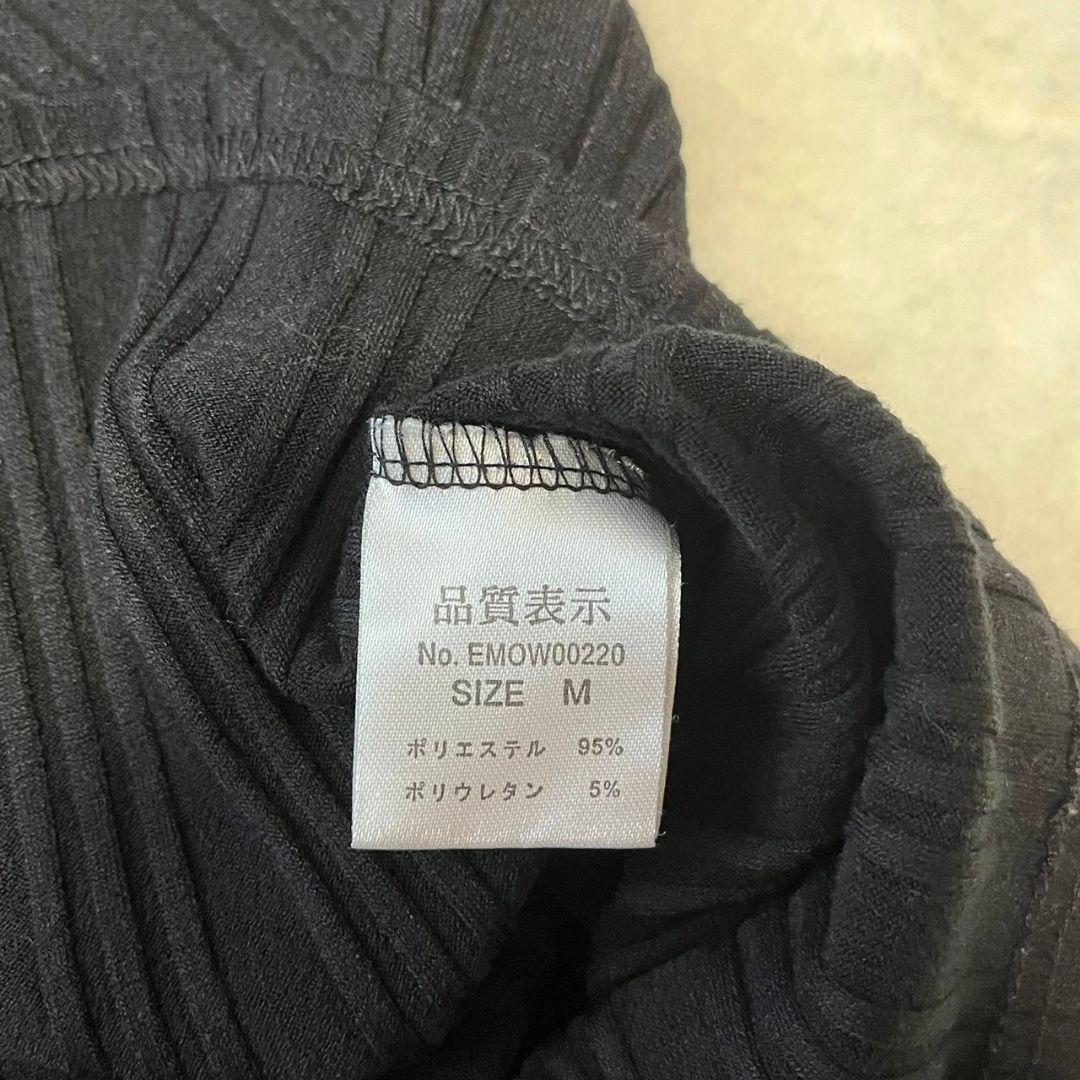 品質表示
No. EMOW00220
SIZE M
ポリエステル 95%
ポリウレタン 5%